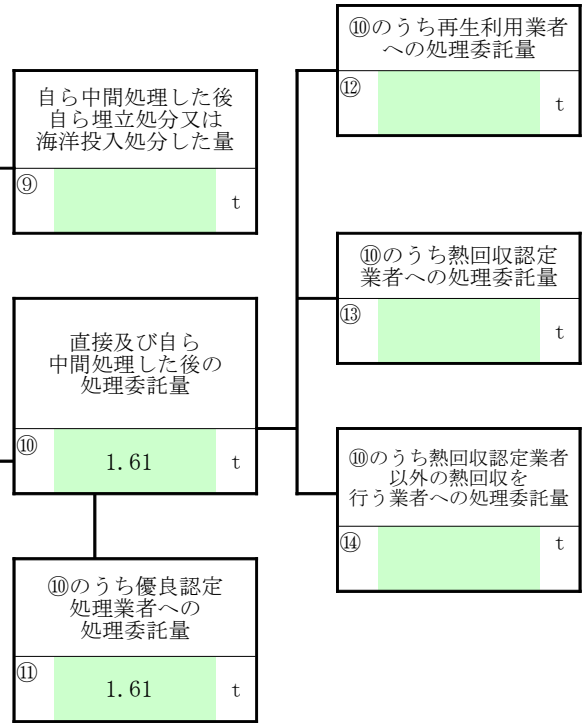 自ら中間処理した後
自ら埋立処分又は
海洋投入処分した量
⑨ t
直接及び自ら
中間処理した後の
処理委託量
⑩ 1.61 t
⑩のうち優良認定
処理業者への
処理委託量
⑪ 1.61 t
⑩のうち再生利用業者
への処理委託量
⑫ t
⑩のうち熱回収認定
業者への処理委託量
⑬ t
⑩のうち熱回収認定業者
以外の熱回収を
行う業者への処理委託量
⑭ t